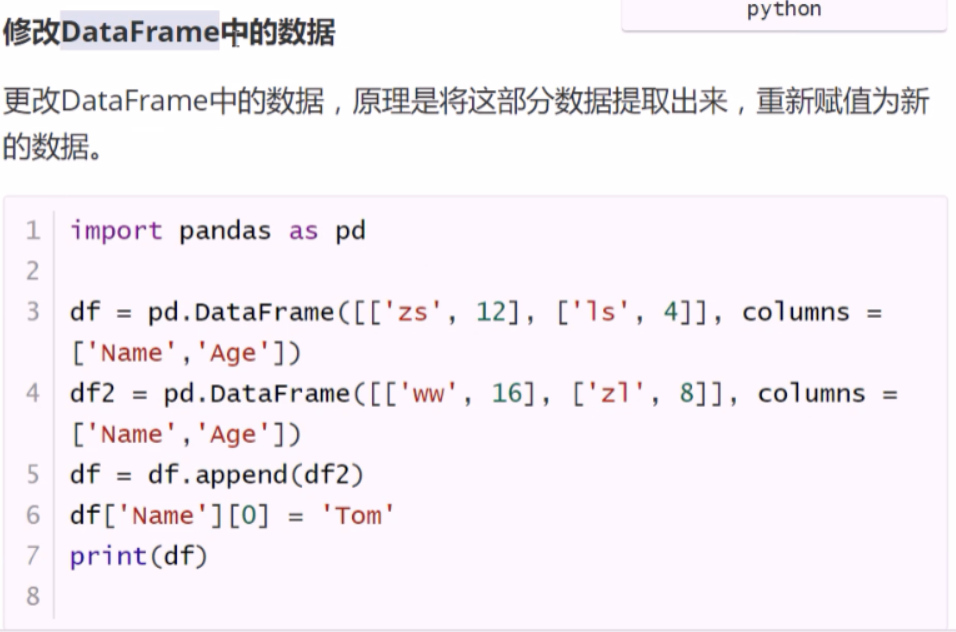 python
修改DataFrame中的数据
更改DataFrame中的数据，原理是将这部分数据提取出来，重新赋值为新
的数据。
1 import pandas as pd
2
3 df = pd.DataFrame([['zs', 12], ['ls', 4]], columns =
['Name','Age'])
4 df2 = pd.DataFrame([['ww', 16], ['zl', 8]], columns =
['Name','Age'])
5 df = df.append(df2)
6 df['Name'][0] = 'Tom'
7 print(df)
8